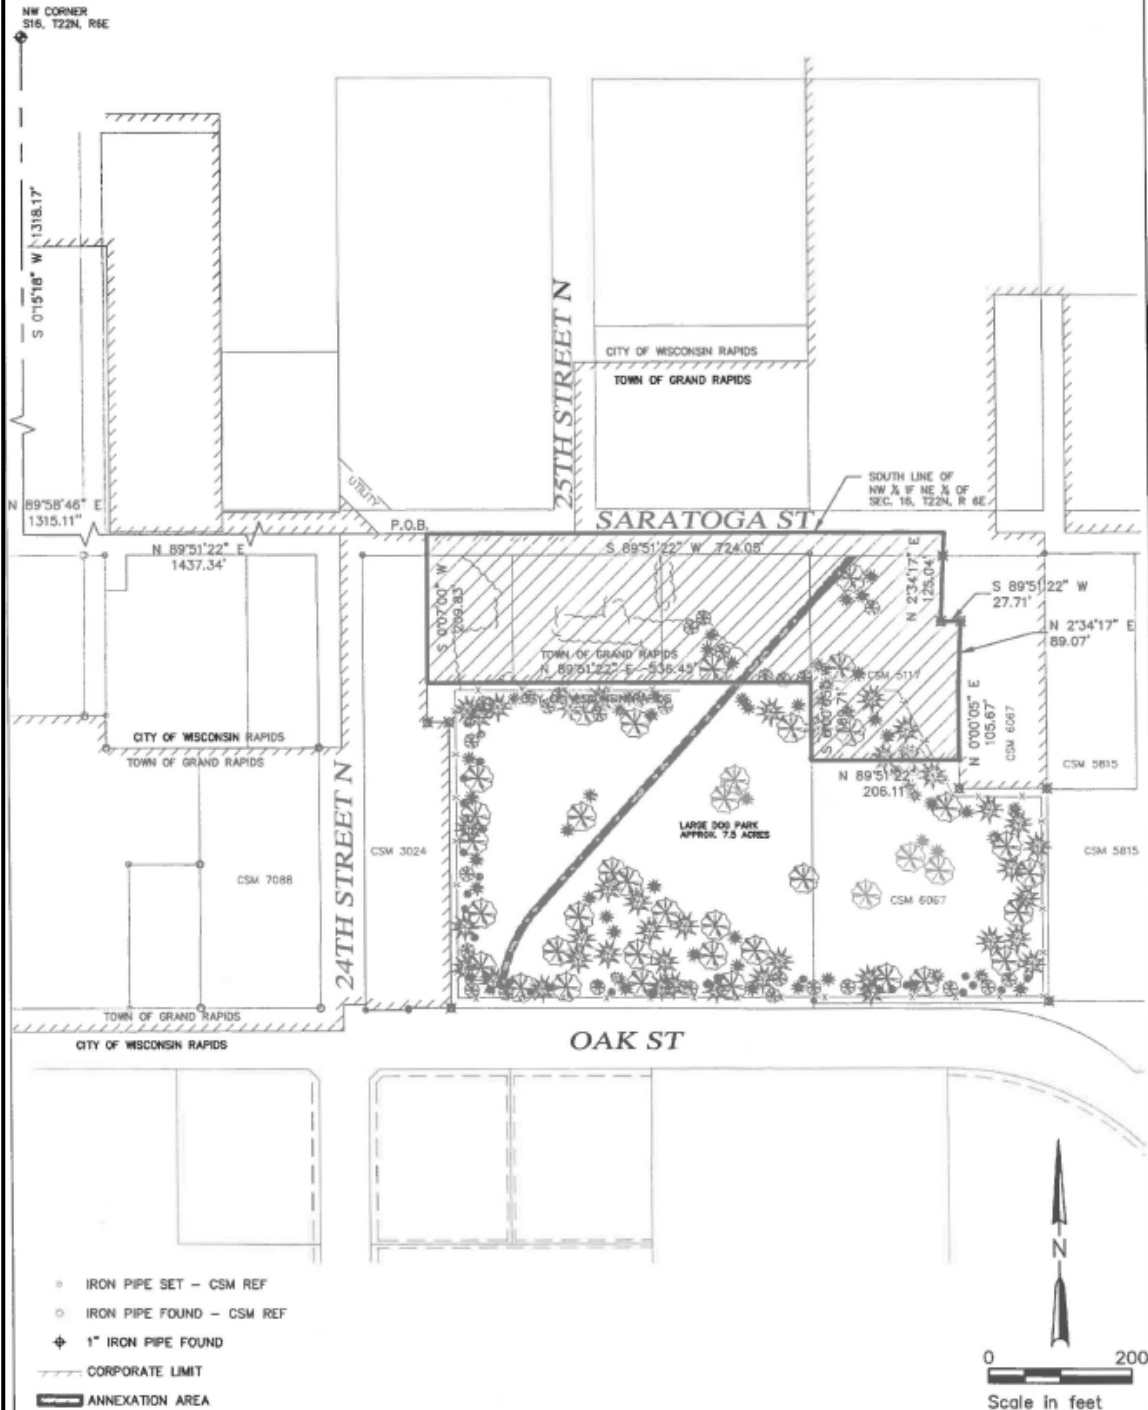 NW CORNER
S16, T22N, R6E
S 0°15'18" W 1318.17'
25TH STREET N
CITY OF WISCONSIN RAPIDS
TOWN OF GRAND RAPIDS
UTILITY
SOUTH LINE OF
NW ¼ IF NE ¼ OF
SEC. 16, T22N, R 6E
N 89°58'46" E
1315.11"
P.O.B.
SARATOGA ST
N 89°51'22" E
1437.34'
S 89°51'22" W 724.05'
S 0°07'00" W
209.83'
N 2°34'17" E
125.04'
S 89°51'22" W
27.71'
N 2°34'17" E
89.07'
TOWN OF GRAND RAPIDS
N 89°51'22" E 536.45'
CSM 5117
N 0°00'05" E
105.67'
CSM 6067
CITY OF WISCONSIN RAPIDS
TOWN OF GRAND RAPIDS
CSM 5815
N 89°51'22"
206.11'
24TH STREET N
LARGE DOG PARK
APPROX. 7.5 ACRES
CSM 3024
CSM 5815
CSM 7088
CSM 6067
TOWN OF GRAND RAPIDS
CITY OF WISCONSIN RAPIDS
OAK ST
N
IRON PIPE SET - CSM REF
IRON PIPE FOUND - CSM REF
1" IRON PIPE FOUND
CORPORATE LIMIT
ANNEXATION AREA
0 200
Scale in feet